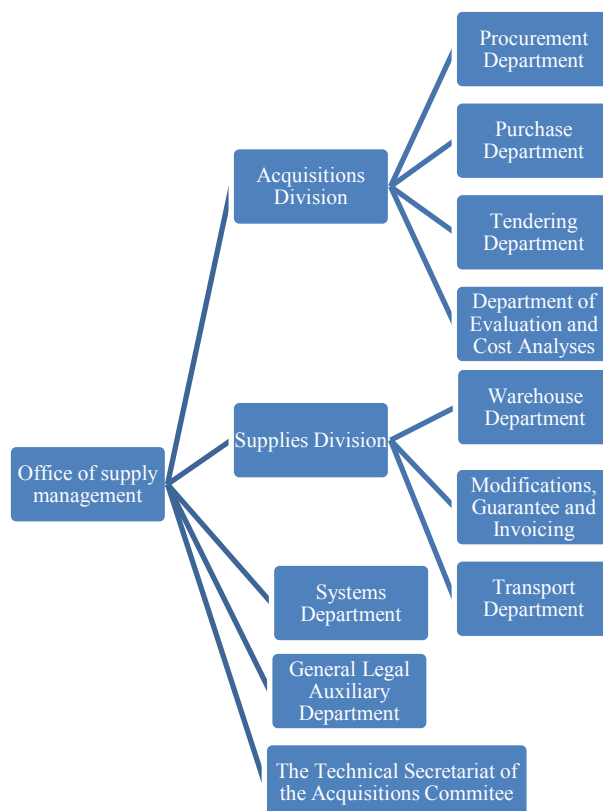 Procurement
Department
Purchase
Department
Acquisitions
Division
Tendering
Department
Department of
Evaluation and
Cost Analyses
Warehouse
Department
Supplies Division
Office of supply
management
Modifications,
Guarantee and
Invoicing
Systems
Department
Transport
Department
General Legal
Auxiliary
Department
The Technical Secretariat of
the Acquisitions Commitee